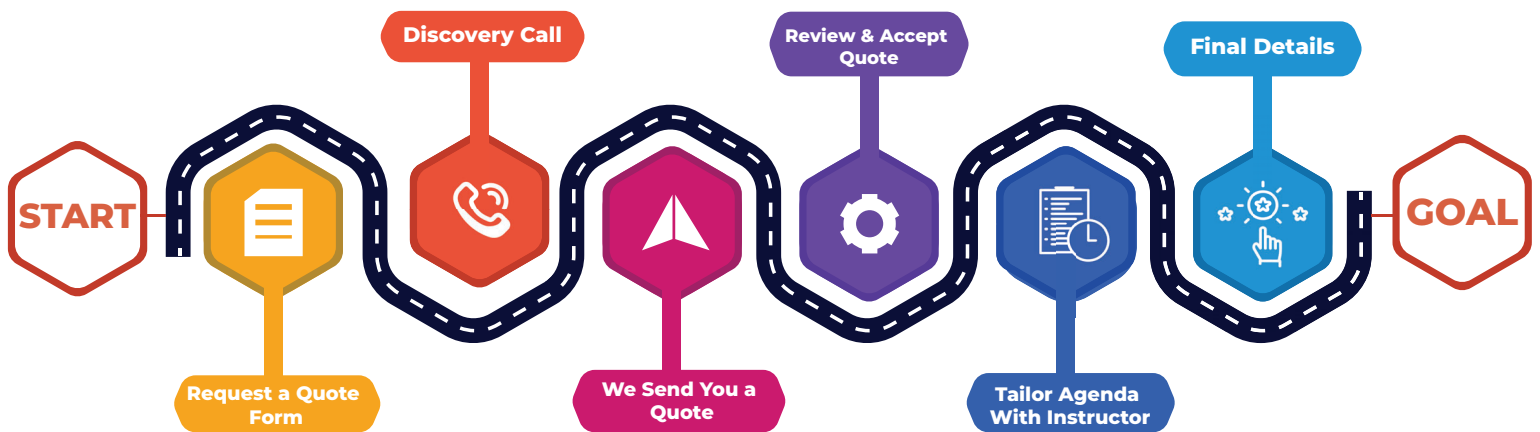 START
Request a Quote
Form
Discovery Call
We Send You a
Quote
Review & Accept
Quote
Tailor Agenda
With Instructor
Final Details
GOAL